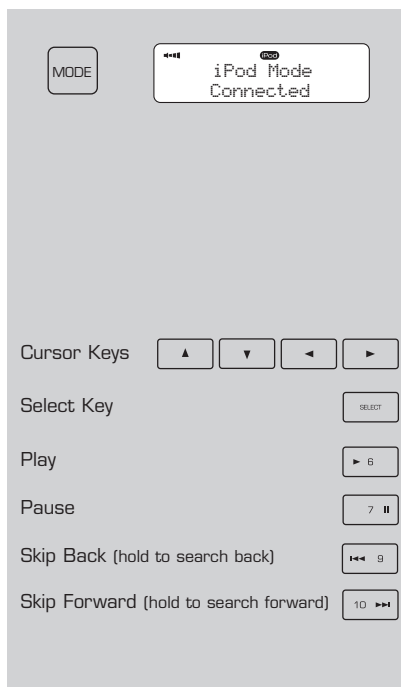 MODE
iPod
iPod Mode
Connected
Cursor Keys
Select Key SELECT
Play 6
Pause 7
Skip Back (hold to search back) 9
Skip Forward (hold to search forward) 10